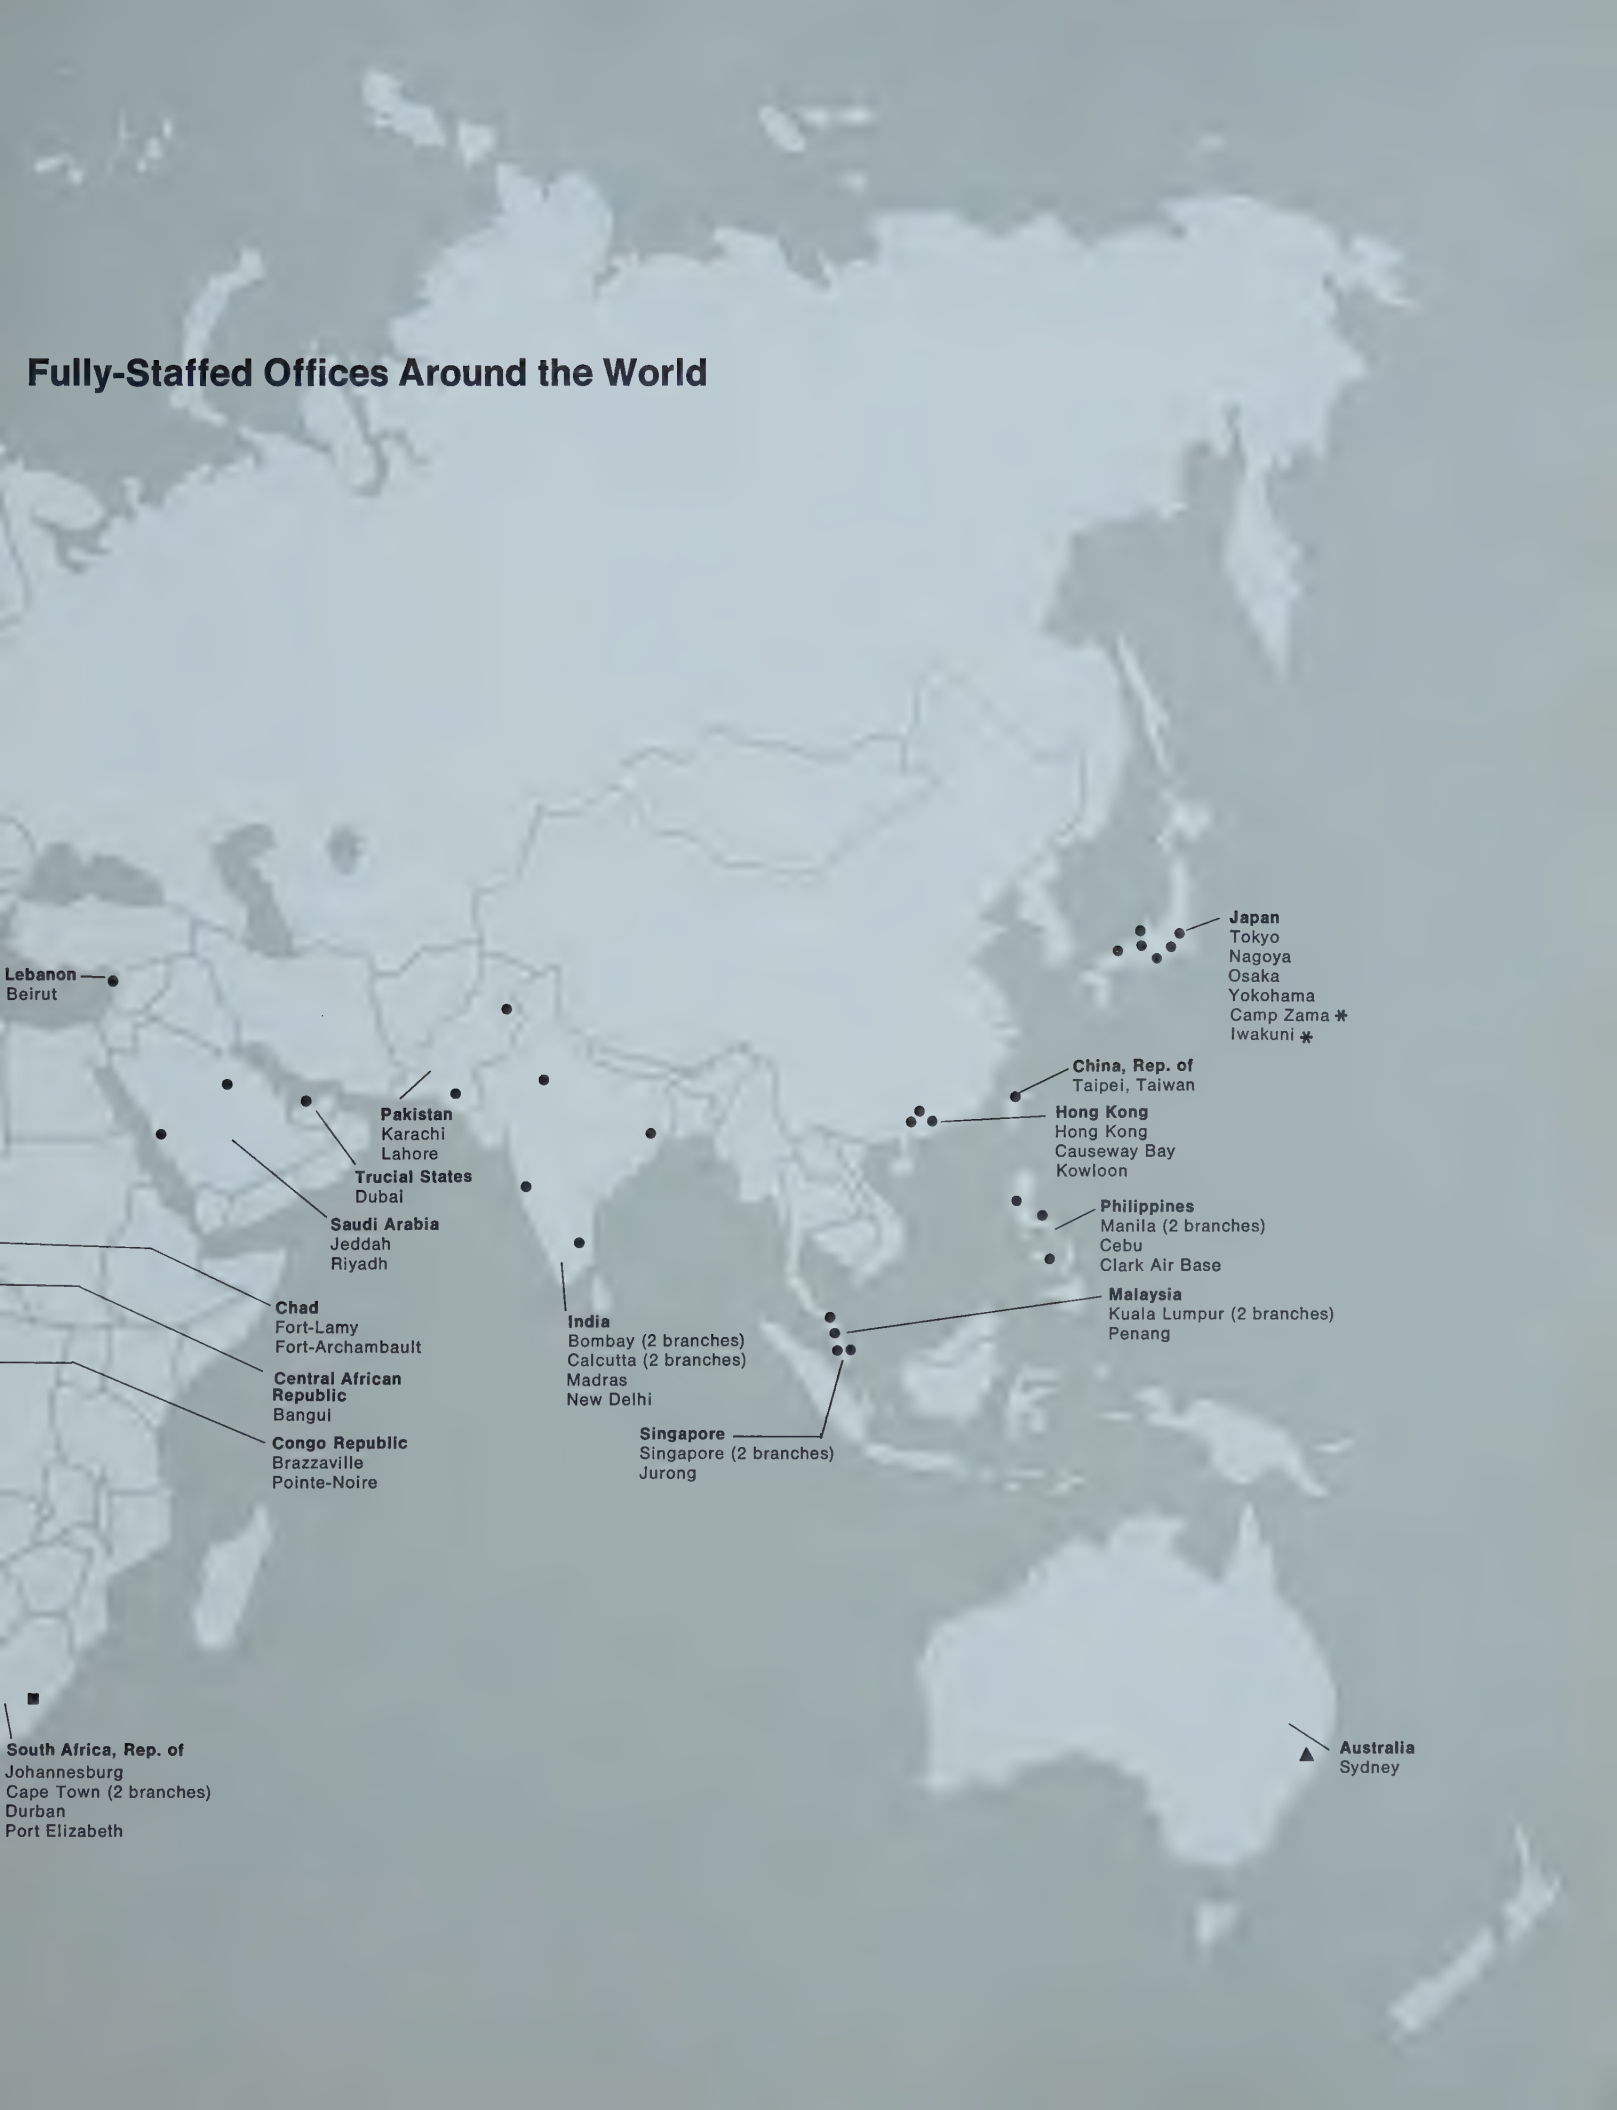 Fully-Staffed Offices Around the World
Lebanon
Beirut
Japan
Tokyo
Nagoya
Osaka
Yokohama
Camp Zama *
Iwakuni *
China, Rep. of
Taipei, Taiwan
Hong Kong
Hong Kong
Causeway Bay
Kowloon
Pakistan
Karachi
Lahore
Trucial States
Dubai
Saudi Arabia
Jeddah
Riyadh
Philippines
Manila (2 branches)
Cebu
Clark Air Base
Malaysia
Kuala Lumpur (2 branches)
Penang
Chad
Fort-Lamy
Fort-Archambault
Central African
Republic
Bangui
Congo Republic
Brazzaville
Pointe-Noire
India
Bombay (2 branches)
Calcutta (2 branches)
Madras
New Delhi
Singapore
Singapore (2 branches)
Jurong
South Africa, Rep. of
Johannesburg
Cape Town (2 branches)
Durban
Port Elizabeth
Australia
Sydney